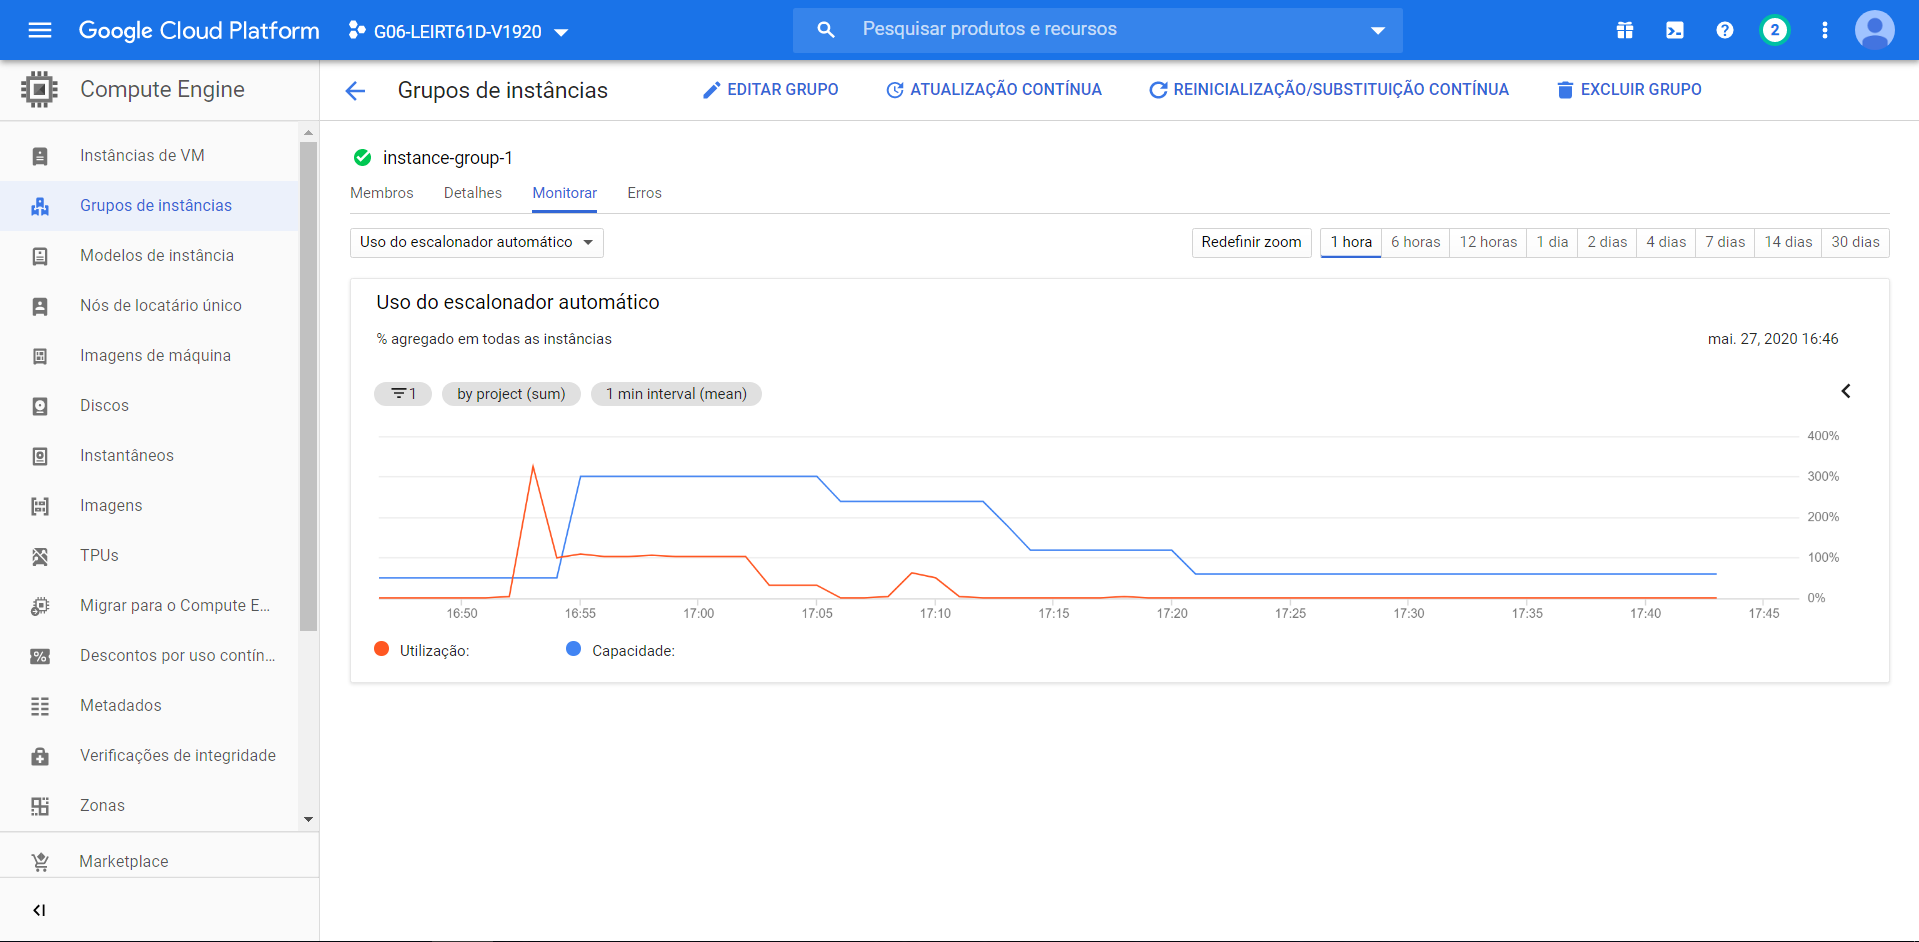 Google Cloud Platform
G06-LEIRT61D-V1920
Pesquisar produtos e recursos
2
Compute Engine
Grupos de instâncias
EDITAR GRUPO
ATUALIZAÇÃO CONTÍNUA
REINICIALIZAÇÃO/SUBSTITUIÇÃO CONTÍNUA
EXCLUIR GRUPO
Instâncias de VM
Grupos de instâncias
Modelos de instância
Nós de locatário único
Imagens de máquina
Discos
Instantâneos
Imagens
TPUs
Migrar para o Compute E...
Descontos por uso contín...
Metadados
Verificações de integridade
Zonas
Marketplace
instance-group-1
Membros Detalhes Monitorar Erros
Uso do escalonador automático
Redefinir zoom 1 hora 6 horas 12 horas 1 dia 2 dias 4 dias 7 dias 14 dias 30 dias
Uso do escalonador automático
% agregado em todas as instâncias
mai. 27, 2020 16:46
1 by project (sum) 1 min interval (mean)
400%
300%
200%
100%
0%
16:50 16:55 17:00 17:05 17:10 17:15 17:20 17:25 17:30 17:35 17:40 17:45
Utilização: Capacidade: